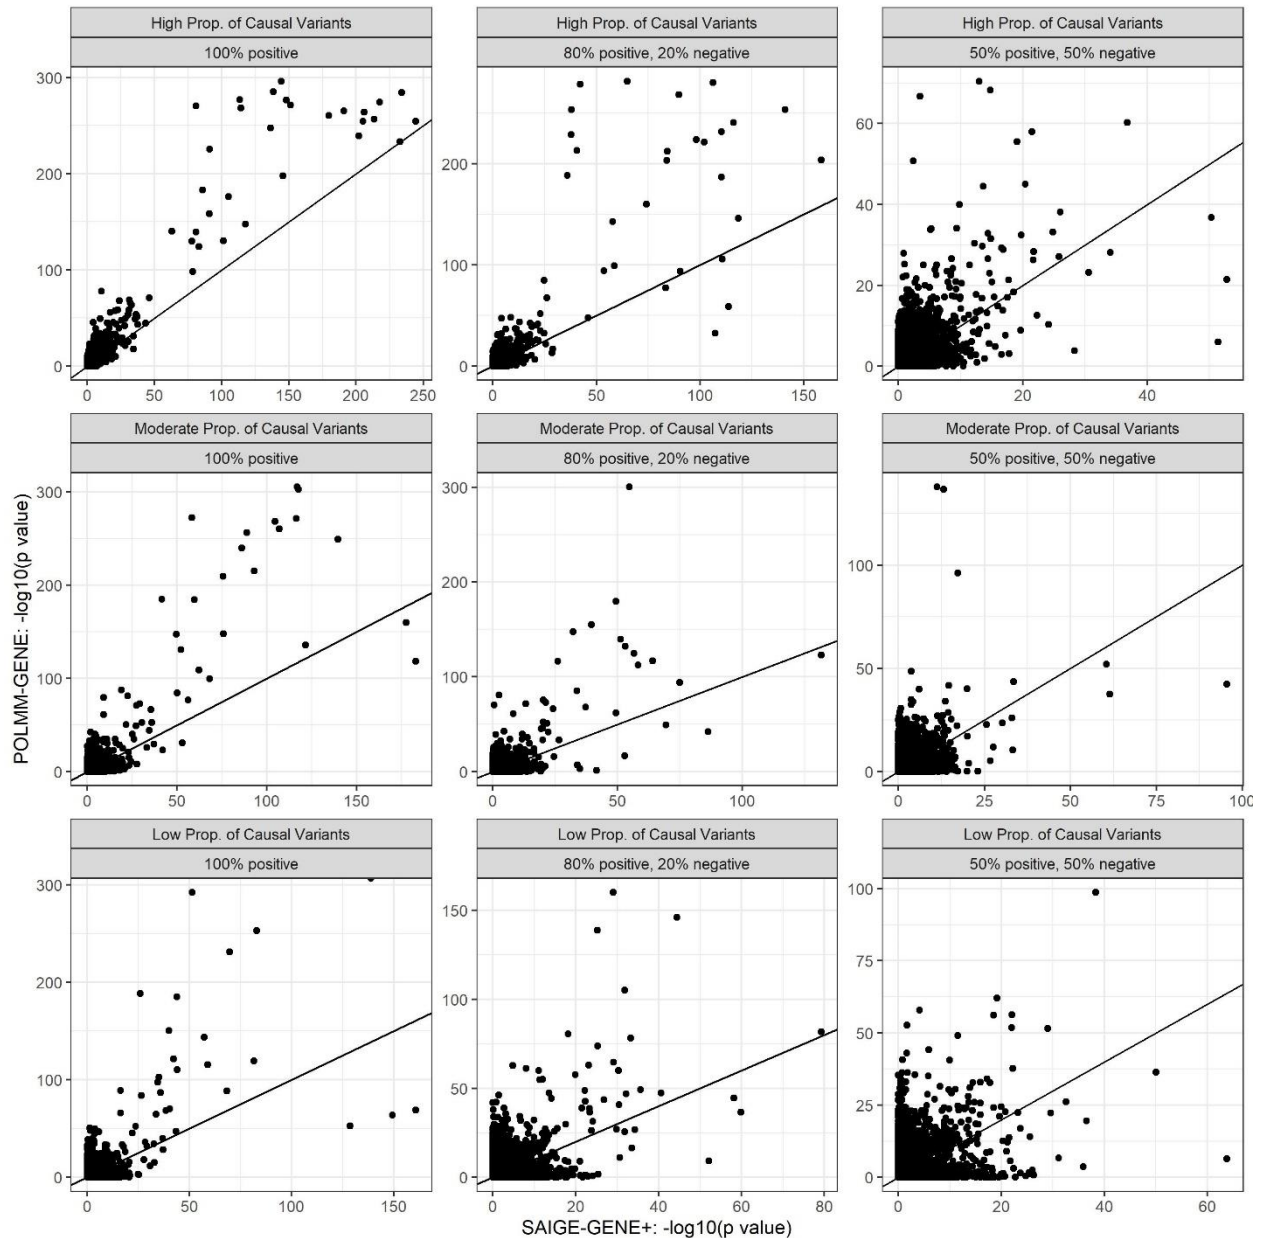 High Prop. of Causal Variants
100% positive
300
200
100
0
0 50 100 150 200 250
High Prop. of Causal Variants
80% positive, 20% negative
200
100
0
0 50 100 150
High Prop. of Causal Variants
50% positive, 50% negative
60
40
20
0
0 20 40
Moderate Prop. of Causal Variants
100% positive
300
200
100
0
0 50 100 150
Moderate Prop. of Causal Variants
80% positive, 20% negative
300
200
100
0
0 50 100
Moderate Prop. of Causal Variants
50% positive, 50% negative
100
50
0
0 25 50 75 100
Low Prop. of Causal Variants
100% positive
300
200
100
0
0 50 100 150
Low Prop. of Causal Variants
80% positive, 20% negative
150
100
50
0
0 20 40 60 80
Low Prop. of Causal Variants
50% positive, 50% negative
100
75
50
25
0
0 20 40 60
POLMM-GENE: -log10(p value)
SAIGE-GENE+: -log10(p value)